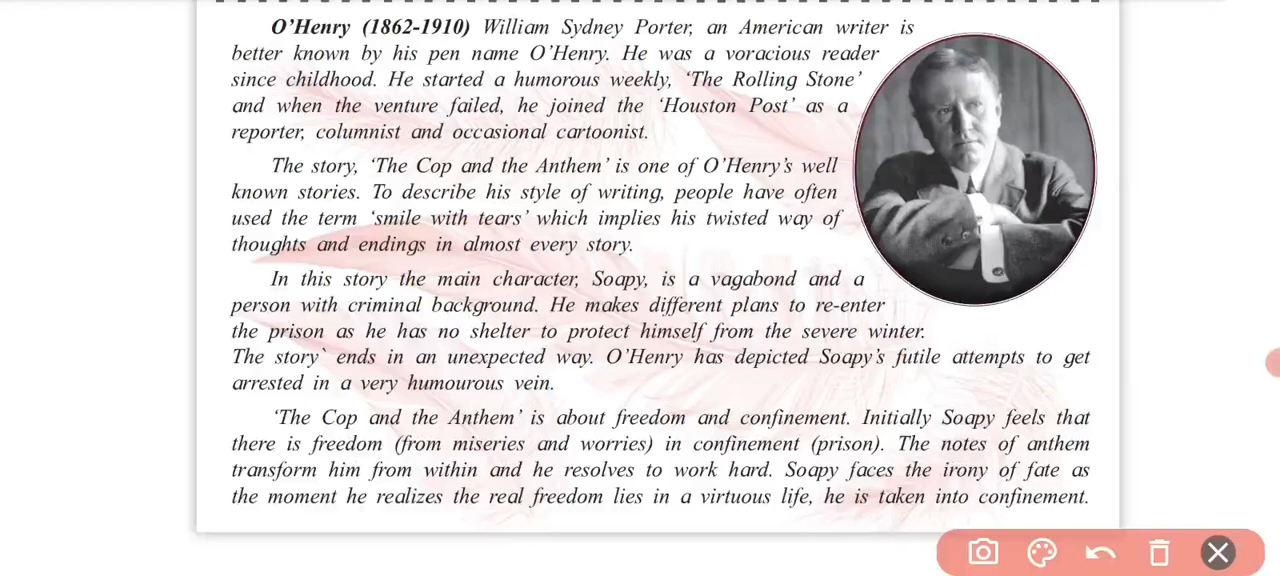 O'Henry (1862-1910) William Sydney Porter, an American writer is
better known by his pen name O'Henry. He was a voracious reader
since childhood. He started a humorous weekly, 'The Rolling Stone'
and when the venture failed, he joined the 'Houston Post' as a
reporter, columnist and occasional cartoonist.
The story, 'The Cop and the Anthem' is one of O'Henry's well
known stories. To describe his style of writing, people have often
used the term 'smile with tears' which implies his twisted way of
thoughts and endings in almost every story.
In this story the main character, Soapy, is a vagabond and a
person with criminal background. He makes different plans to re-enter
the prison as he has no shelter to protect himself from the severe winter.
The story` ends in an unexpected way. O'Henry has depicted Soapy's futile attempts to get
arrested in a very humourous vein.
'The Cop and the Anthem' is about freedom and confinement. Initially Soapy feels that
there is freedom (from miseries and worries) in confinement (prison). The notes of anthem
transform him from within and he resolves to work hard. Soapy faces the irony of fate as
the moment he realizes the real freedom lies in a virtuous life, he is taken into confinement.